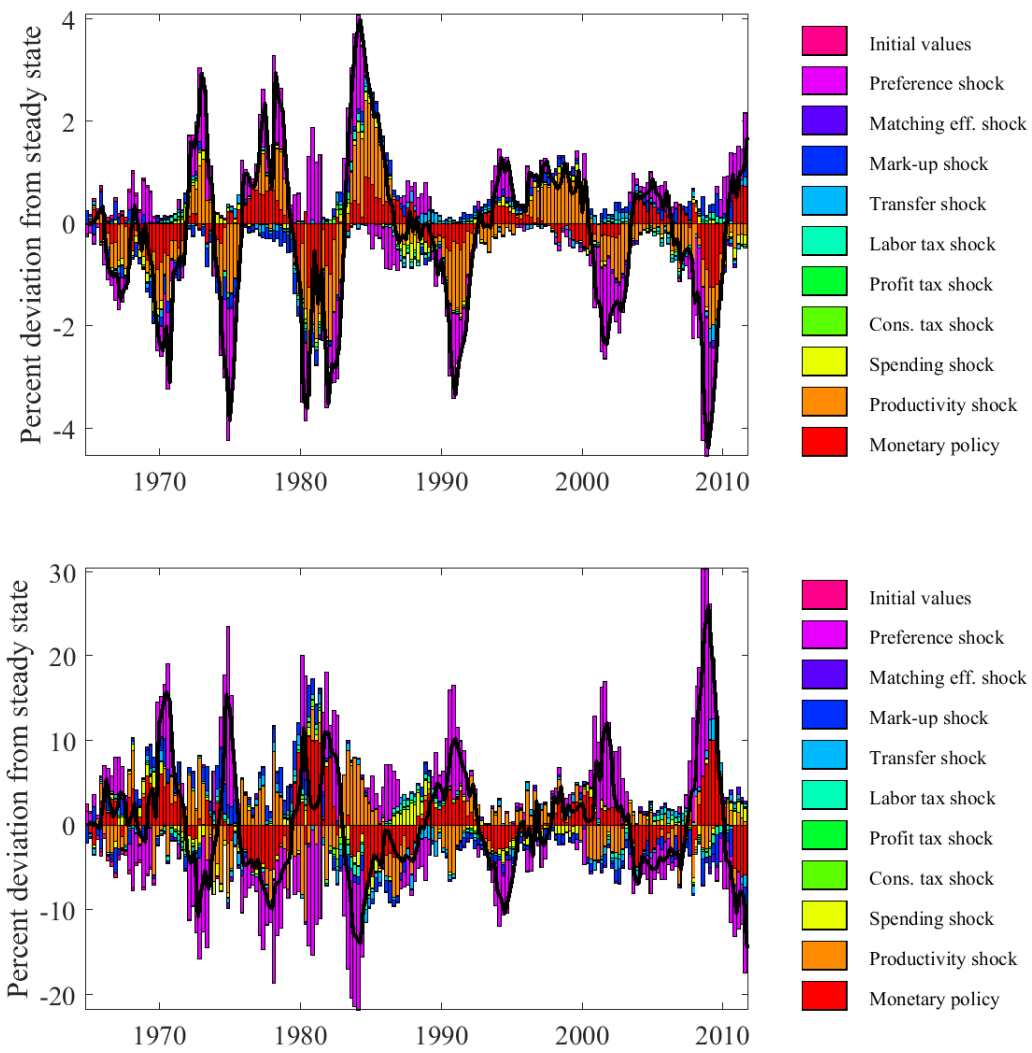 Percent deviation from steady state
4
2
0
-2
-4
1970
1980
1990
2000
2010
Initial values
Preference shock
Matching eff. shock
Mark-up shock
Transfer shock
Labor tax shock
Profit tax shock
Cons. tax shock
Spending shock
Productivity shock
Monetary policy
Percent deviation from steady state
30
20
10
0
-10
-20
1970
1980
1990
2000
2010
Initial values
Preference shock
Matching eff. shock
Mark-up shock
Transfer shock
Labor tax shock
Profit tax shock
Cons. tax shock
Spending shock
Productivity shock
Monetary policy